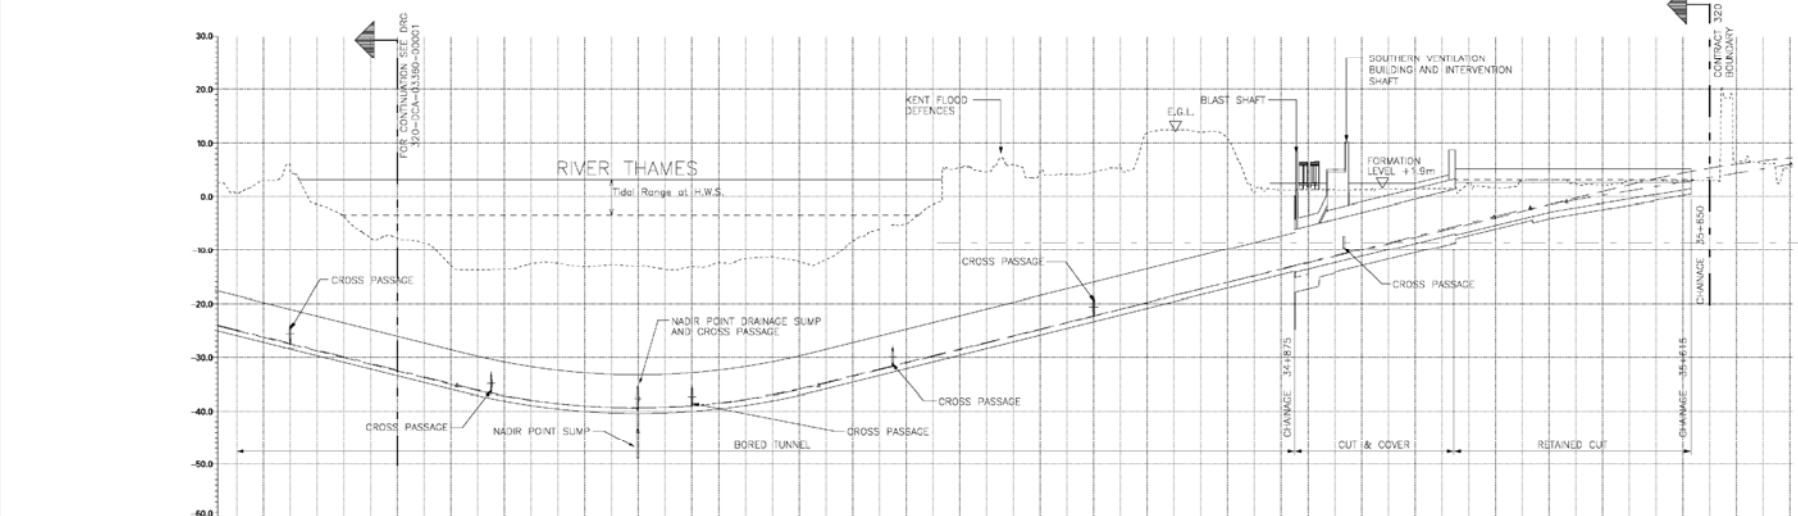 FOR CONTINUATION SEE DRG
320-DCA-03360-00001
CONTRACT 320
BOUNDARY
30.0
20.0
10.0
0.0
-10.0
-20.0
-30.0
-40.0
-50.0
-60.0
SOUTHERN VENTILATION
BUILDING AND INTERVENTION
SHAFT
KENT FLOOD
DEFENCES
BLAST SHAFT
E.G.L.
RIVER THAMES
Tidal Range at H.W.S.
FORMATION
LEVEL +1.9m
CROSS PASSAGE
CROSS PASSAGE
CROSS PASSAGE
NADIR POINT DRAINAGE SUMP
AND CROSS PASSAGE
CROSS PASSAGE
CROSS PASSAGE
NADIR POINT SUMP
CROSS PASSAGE
BORED TUNNEL
CUT & COVER
RETAINED CUT
CHAINAGE 34+875
CHAINAGE 35+615
CHAINAGE 35+650